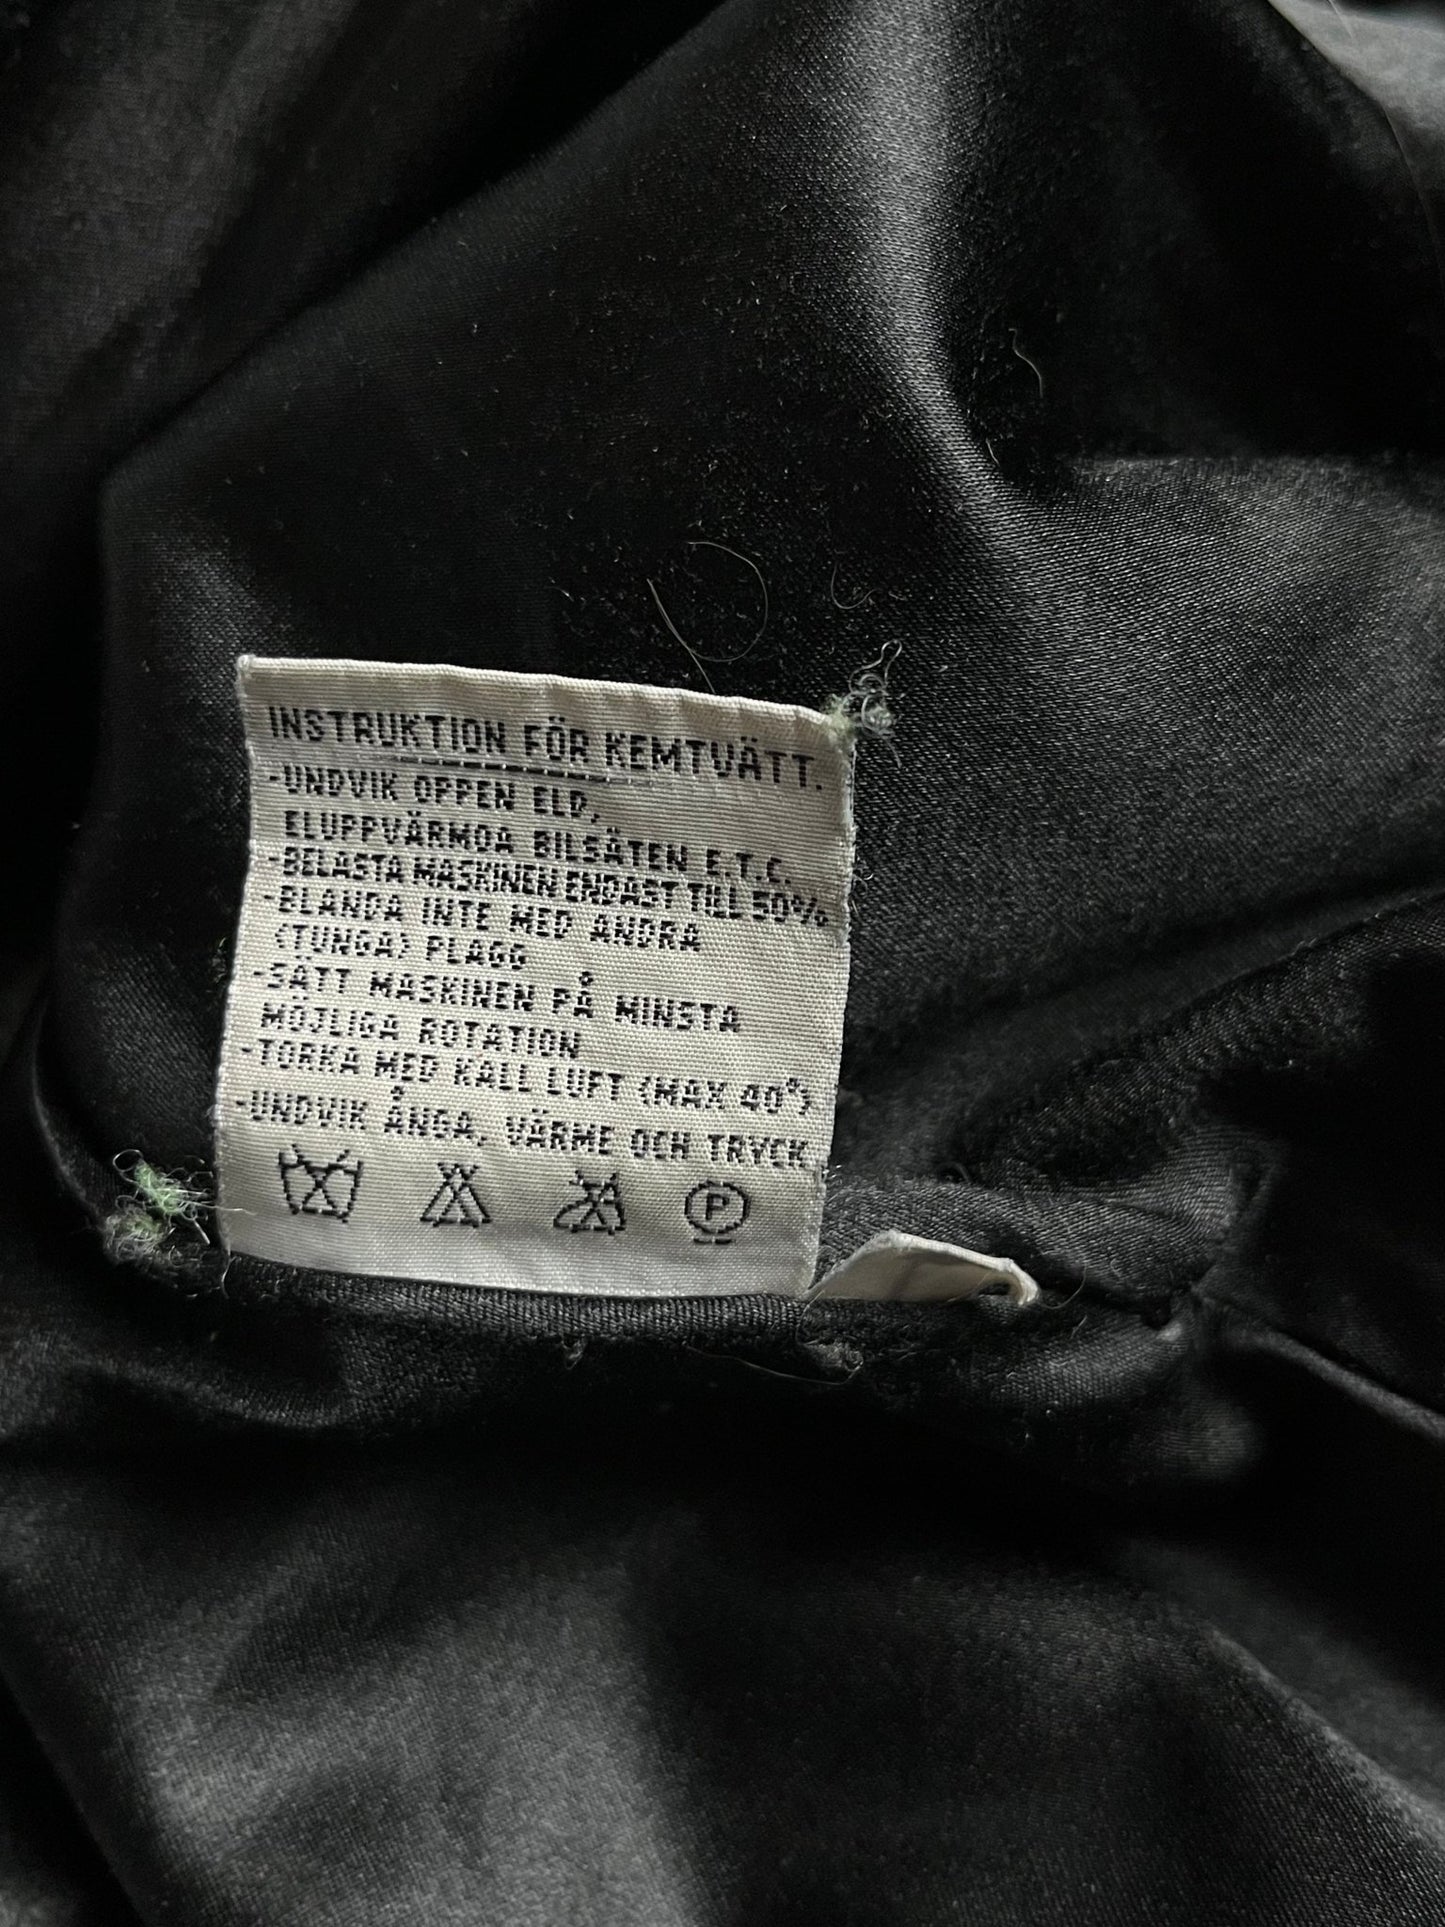 INSTRUKTION FÖR KEMTVÄTT.
-UNDVIK OPPEN ELD,
ELUPPVÄRMDA BILSÄTEN E.T.C.
-BELASTA MASKINEN ENDAST TILL 50%
-BLANDA INTE MED ANDRA
(TUNGA) PLAGG
-SÄTT MASKINEN PÅ MINSTA
MÖJLIGA ROTATION
-TORKA MED KALL LUFT (MAX 40°)
-UNDVIK ÅNGA, VÄRME OCH TRYCK
P